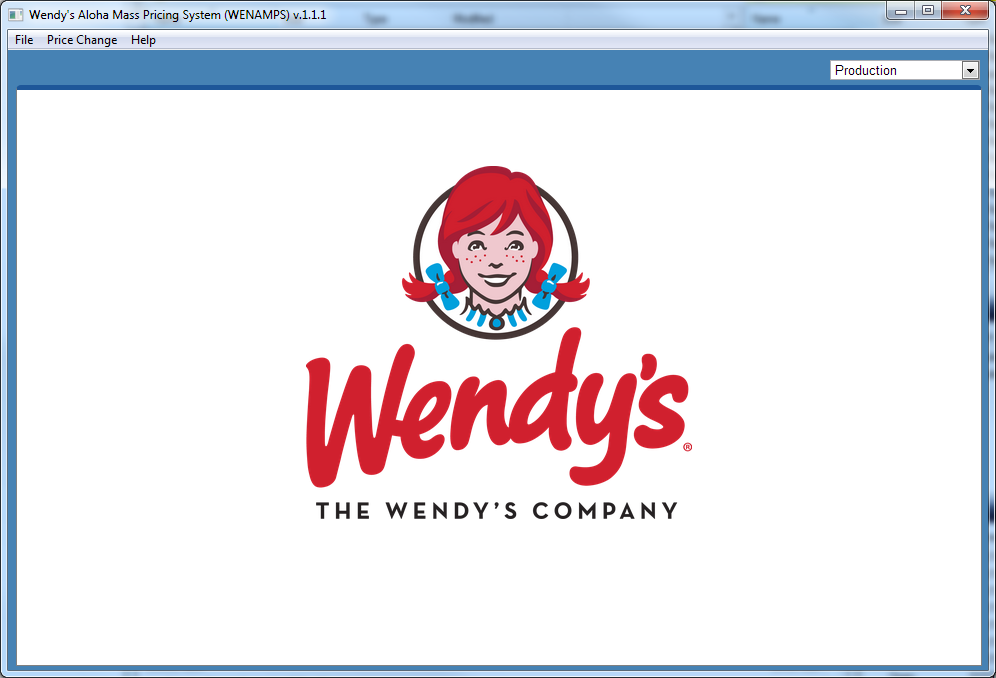 Wendy's Aloha Mass Pricing System (WENAMPS) v.1.1.1
File Price Change Help
Production
Wendy's®
THE WENDY'S COMPANY